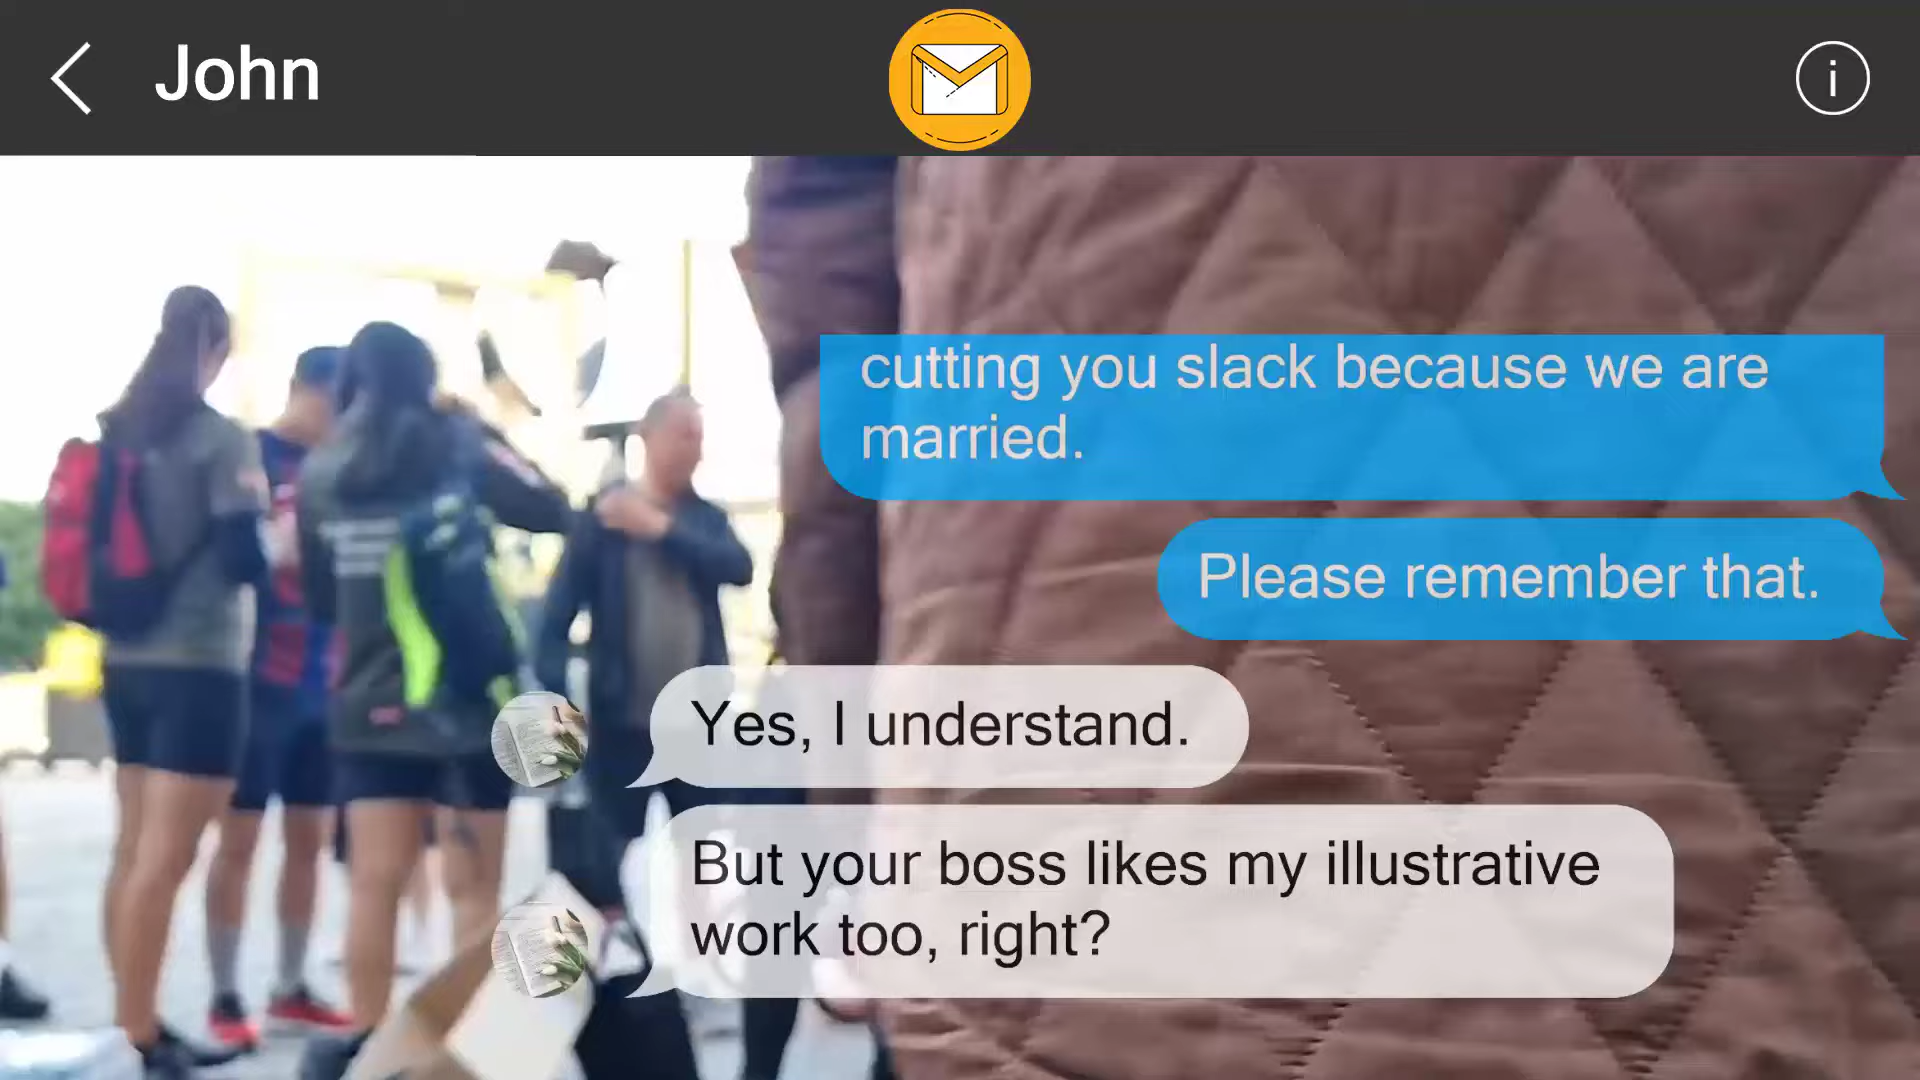 John
cutting you slack because we are
married.
Please remember that.
Yes, I understand.
But your boss likes my illustrative
work too, right?